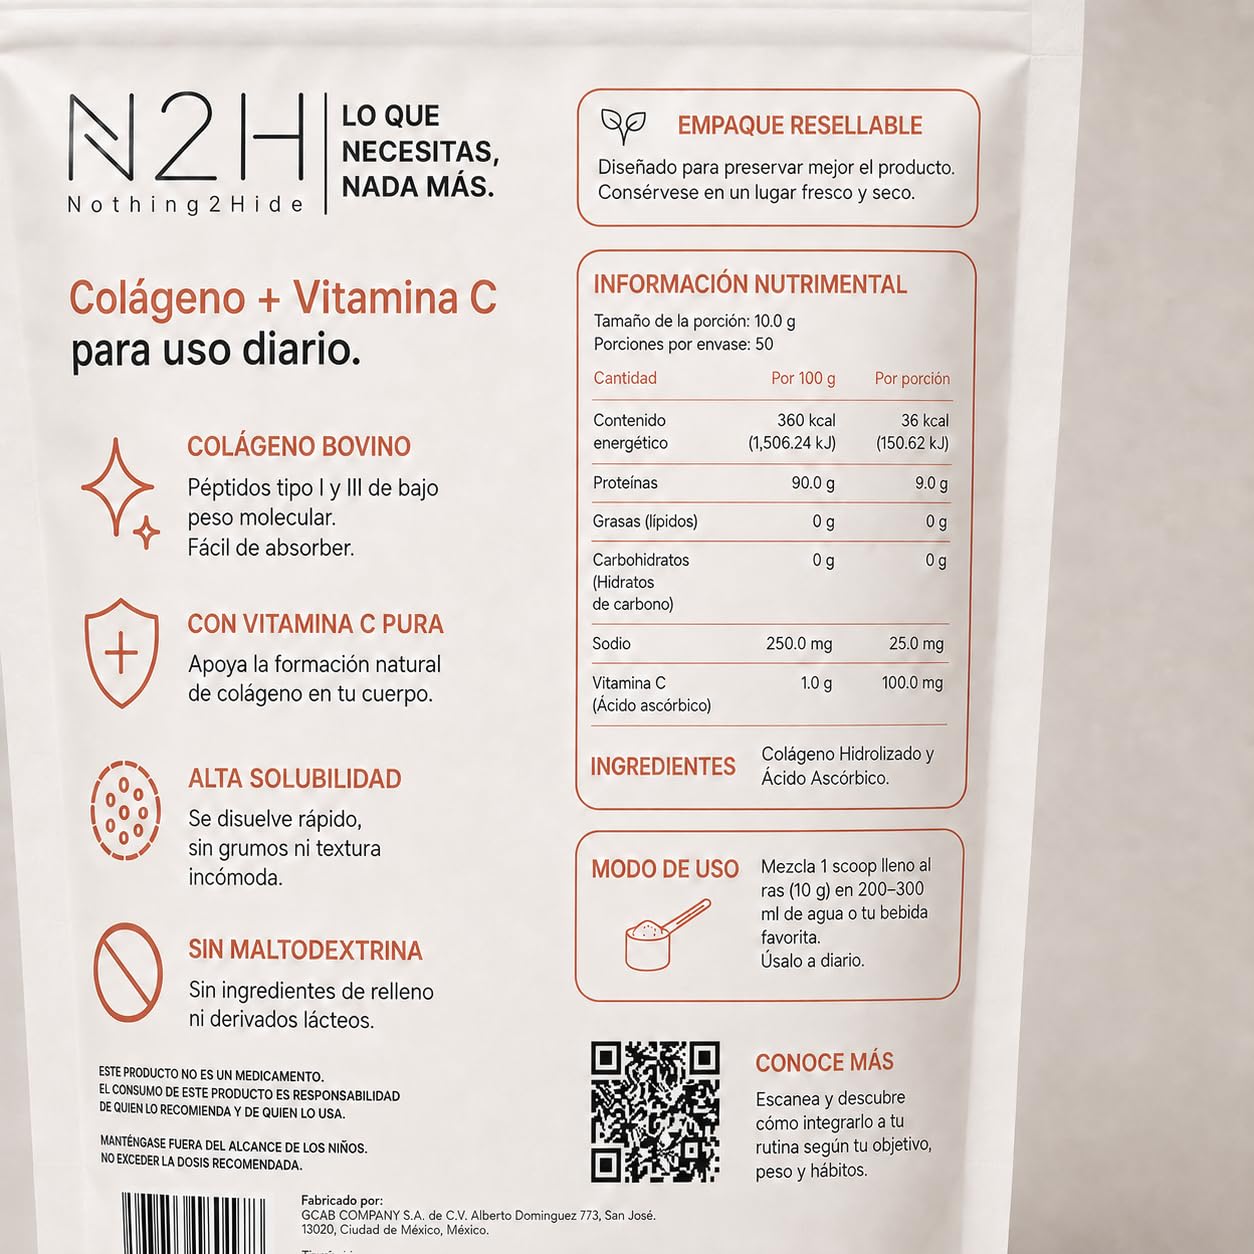 N2H
Nothing2Hide
LO QUE
NECESITAS,
NADA MÁS.
Colágeno + Vitamina C
para uso diario.
COLÁGENO BOVINO
Péptidos tipo I y III de bajo
peso molecular.
Fácil de absorber.
CON VITAMINA C PURA
Apoya la formación natural
de colágeno en tu cuerpo.
ALTA SOLUBILIDAD
Se disuelve rápido,
sin grumos ni textura
incómoda.
SIN MALTODEXTRINA
Sin ingredientes de relleno
ni derivados lácteos.
ESTE PRODUCTO NO ES UN MEDICAMENTO.
EL CONSUMO DE ESTE PRODUCTO ES RESPONSABILIDAD
DE QUIEN LO RECOMIENDA Y DE QUIEN LO USA.
MANTÉNGASE FUERA DEL ALCANCE DE LOS NIÑOS.
NO EXCEDER LA DOSIS RECOMENDADA.
EMPAQUE RESELLABLE
Diseñado para preservar mejor el producto.
Consérvese en un lugar fresco y seco.
INFORMACIÓN NUTRIMENTAL
Tamaño de la porción: 10.0 g
Porciones por envase: 50
Cantidad Por 100 g Por porción
Contenido 360 kcal 36 kcal
energético (1,506.24 kJ) (150.62 kJ)
Proteínas 90.0 g 9.0 g
Grasas (lípidos) 0 g 0 g
Carbohidratos 0 g 0 g
(Hidratos
de carbono)
Sodio 250.0 mg 25.0 mg
Vitamina C 1.0 g 100.0 mg
(Ácido ascórbico)
INGREDIENTES
Colágeno Hidrolizado y
Ácido Ascórbico.
MODO DE USO
Mezcla 1 scoop lleno al
ras (10 g) en 200–300
ml de agua o tu bebida
favorita.
Úsalo a diario.
CONOCE MÁS
Escanea y descubre
cómo integrarlo a tu
rutina según tu objetivo,
peso y hábitos.
Fabricado por:
GCAB COMPANY S.A. de C.V. Alberto Dominguez 773, San José.
13020, Ciudad de México, México.